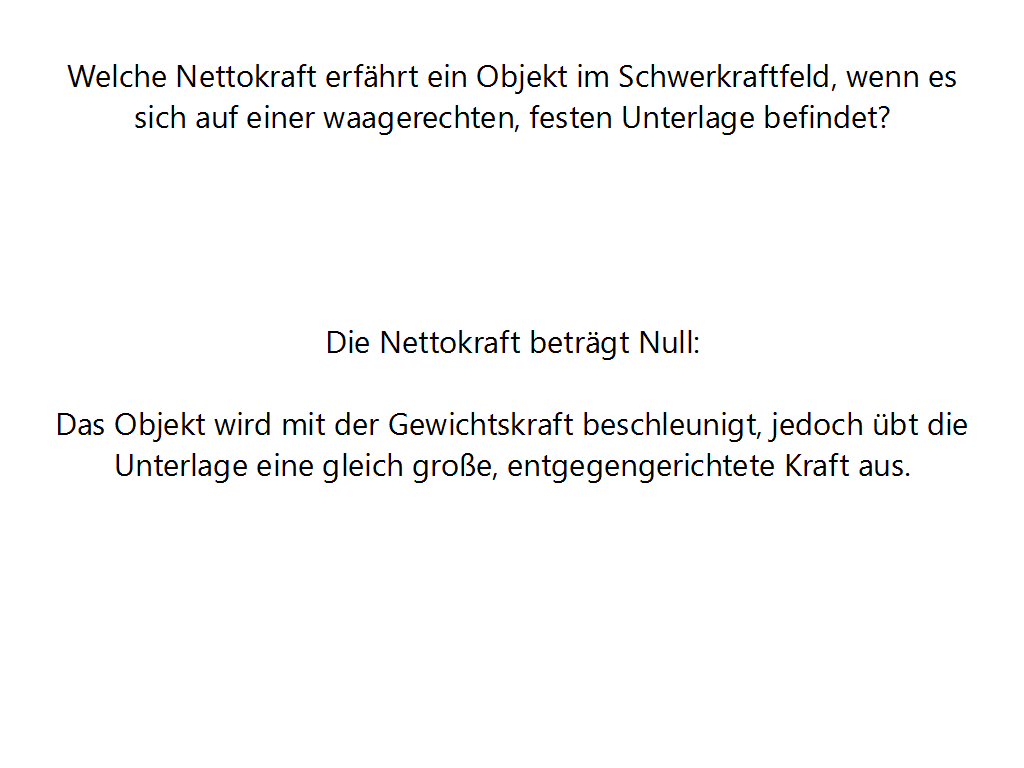 Welche Nettokraft erfährt ein Objekt im Schwerkraftfeld, wenn es
sich auf einer waagerechten, festen Unterlage befindet?
Die Nettokraft beträgt Null:
Das Objekt wird mit der Gewichtskraft beschleunigt, jedoch übt die
Unterlage eine gleich große, entgegengerichtete Kraft aus.